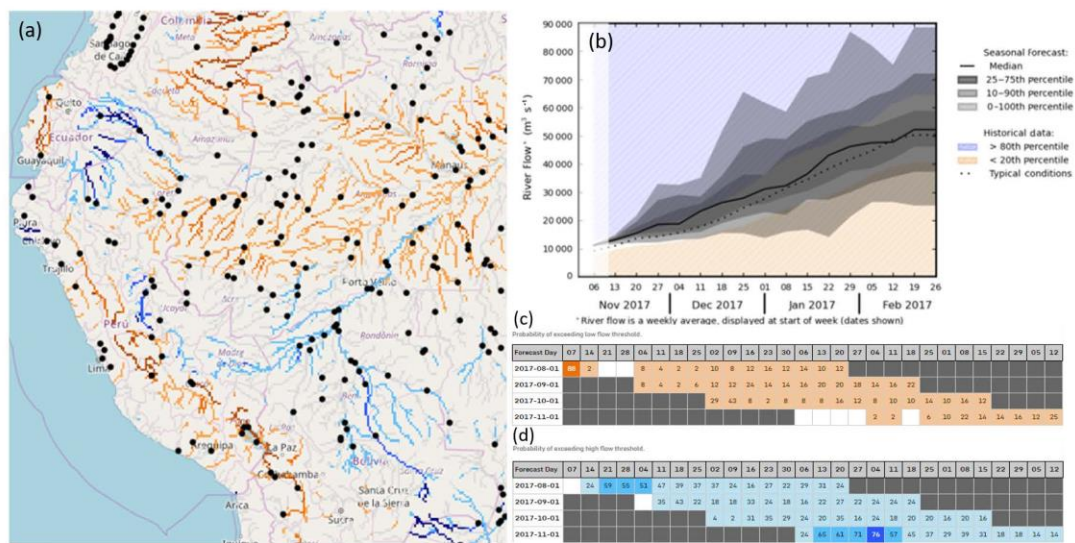 (a)
Colombia
Meta
Santiago
de Ca
Caquetá
Amazonas
Quito
Ecuador
Guayaquil
Loreto
Manaus
Amazonas
Piura
Trujillo
Acre
Ucayali
Porto Velho
Rondônia
Perú
Madre
de Dios
Lima
Arequipa
La Paz
Cochabamba
Bolivia
Santa Cruz
de la Sierra
Arica
Sucre
(b)
River Flow* (m³ s⁻¹)
90 000
80 000
70 000
60 000
50 000
40 000
30 000
20 000
10 000
0
06 13 20 27 04 11 18 25 01 08 15 22 29 05 12 19 26
Nov 2017 Dec 2017 Jan 2017 Feb 2017
*River flow is a weekly average, displayed at start of week (dates shown)
Seasonal forecast:
Median
25–75th Percentile
10–90th Percentile
0–100th Percentile
Historical data:
> 80th Percentile
< 20th Percentile
Typical conditions
(c)
Probability of exceeding low flow threshold.
Forecast Day 07 14 21 28 04 11 18 25 02 09 16 23 30 06 13 20 27 04 11 18 25 01 08 15 22 29 05 12
2017-08-01 88 2 8 4 2 2 10 8 12 16 12 14 10 12
2017-09-01 8 4 2 6 12 12 24 14 14 16 20 20 18 14 16 22
2017-10-01 29 43 8 2 8 8 8 16 12 8 10 8 14 10 16 12
2017-11-01 2 2 6 10 22 14 14 16 12 25
(d)
Probability of exceeding high flow threshold.
Forecast Day 07 14 21 28 04 11 18 25 02 09 16 23 30 06 13 20 27 04 11 18 25 01 08 15 22 29 05 12
2017-08-01 24 59 55 51 47 39 37 37 24 16 27 22 29 31 24
2017-09-01 35 43 22 18 18 33 24 18 16 22 27 22 24 24 24
2017-10-01 4 2 31 35 29 24 20 35 16 24 18 20 20 16 20 16
2017-11-01 24 65 61 71 76 57 45 37 29 39 31 18 18 14 14